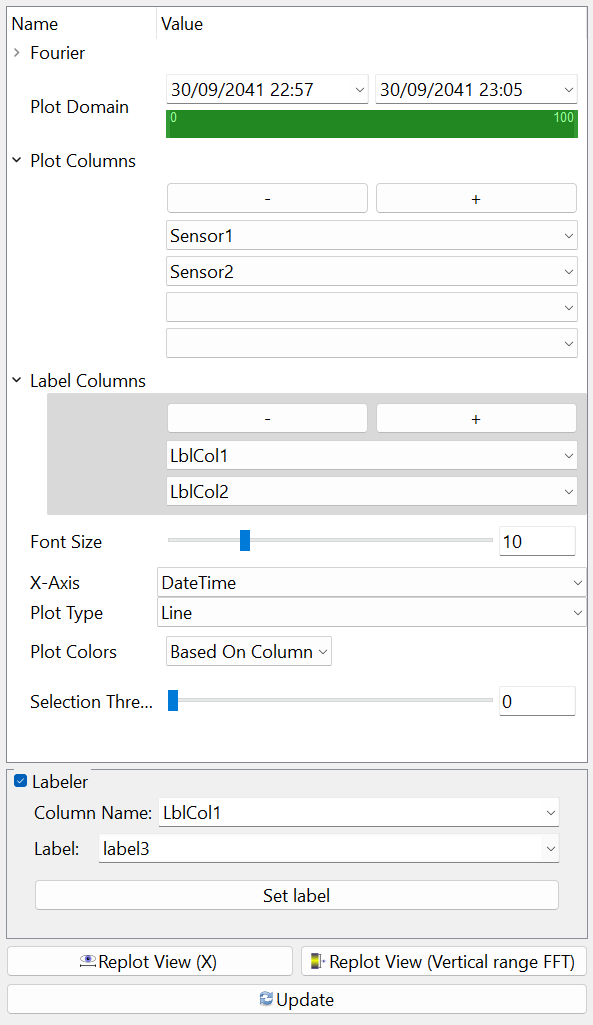 Name Value
Fourier
Plot Domain 30/09/2041 22:57 30/09/2041 23:05
0 100
Plot Columns
- +
Sensor1
Sensor2
Label Columns
- +
LblCol1
LblCol2
Font Size 10
X-Axis DateTime
Plot Type Line
Plot Colors Based On Column
Selection Thre... 0
Labeler
Column Name: LblCol1
Label: label3
Set label
Replot View (X) Replot View (Vertical range FFT)
Update